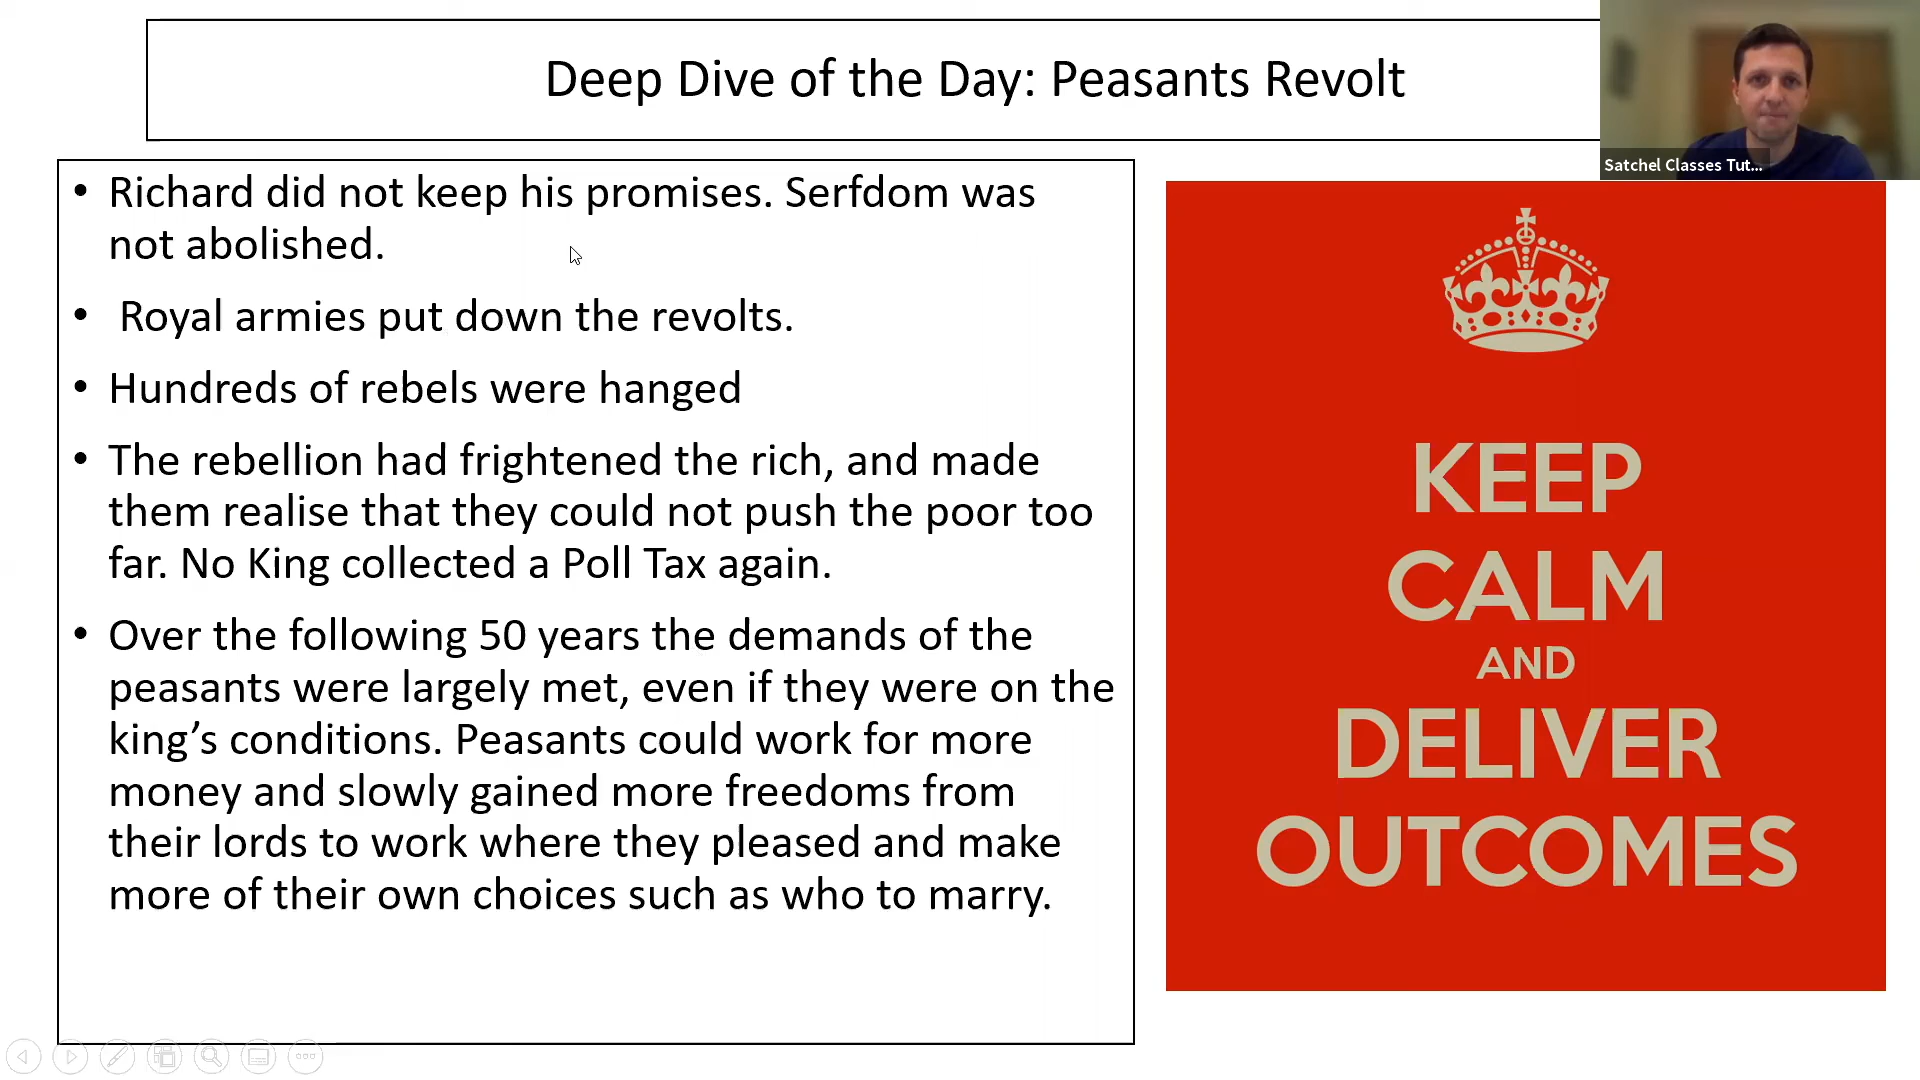 Deep Dive of the Day: Peasants Revolt
Satchel Classes Tut...
• Richard did not keep his promises. Serfdom was
not abolished.
• Royal armies put down the revolts.
• Hundreds of rebels were hanged
• The rebellion had frightened the rich, and made
them realise that they could not push the poor too
far. No King collected a Poll Tax again.
• Over the following 50 years the demands of the
peasants were largely met, even if they were on the
king’s conditions. Peasants could work for more
money and slowly gained more freedoms from
their lords to work where they pleased and make
more of their own choices such as who to marry.
KEEP
CALM
AND
DELIVER
OUTCOMES